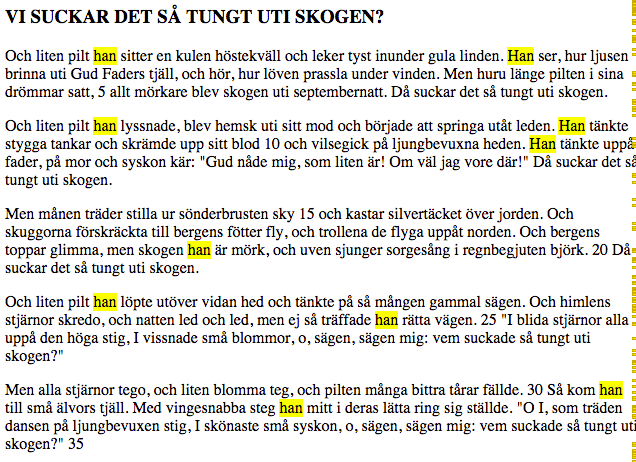 VI SUCKAR DET SÅ TUNGT UTI SKOGEN?
Och liten pilt han sitter en kulen höstekväll och leker tyst inunder gula linden. Han ser, hur ljusen
brinna uti Gud Faders tjäll, och hör, hur löven prassla under vinden. Men huru länge pilten i sina
drömmar satt, 5 allt mörkare blev skogen uti septembernatt. Då suckar det så tungt uti skogen.
Och liten pilt han lyssnade, blev hemsk uti sitt mod och började att springa utåt leden. Han tänkte
stygga tankar och skrämde upp sitt blod 10 och vilsegick på ljungbevuxna heden. Han tänkte uppå
fader, på mor och syskon kär: "Gud nåde mig, som liten är! Om väl jag vore där!" Då suckar det så
tungt uti skogen.
Men månen träder stilla ur sönderbrusten sky 15 och kastar silvertäcket över jorden. Och
skuggorna förskräckta till bergens fötter fly, och trollena de flyga uppåt norden. Och bergens
toppar glimma, men skogen han är mörk, och uven sjunger sorgesång i regnbegjuten björk. 20 Då
suckar det så tungt uti skogen.
Och liten pilt han löpte utöver vidan hed och tänkte på så mången gammal sägen. Och himlens
stjärnor skredo, och natten led och led, men ej så träffade han rätta vägen. 25 "I blida stjärnor alla
uppå den höga stig, I vissnade små blommor, o, sägen, sägen mig: vem suckade så tungt uti
skogen?"
Men alla stjärnor tego, och liten blomma teg, och pilten många bittra tårar fällde. 30 Så kom han
till små älvors tjäll. Med vingesnabba steg han mitt i deras lätta ring sig ställde. "O I, som träden
dansen på ljungbevuxen stig, I skönaste små syskon, o, sägen, sägen mig: vem suckade så tungt uti
skogen?" 35